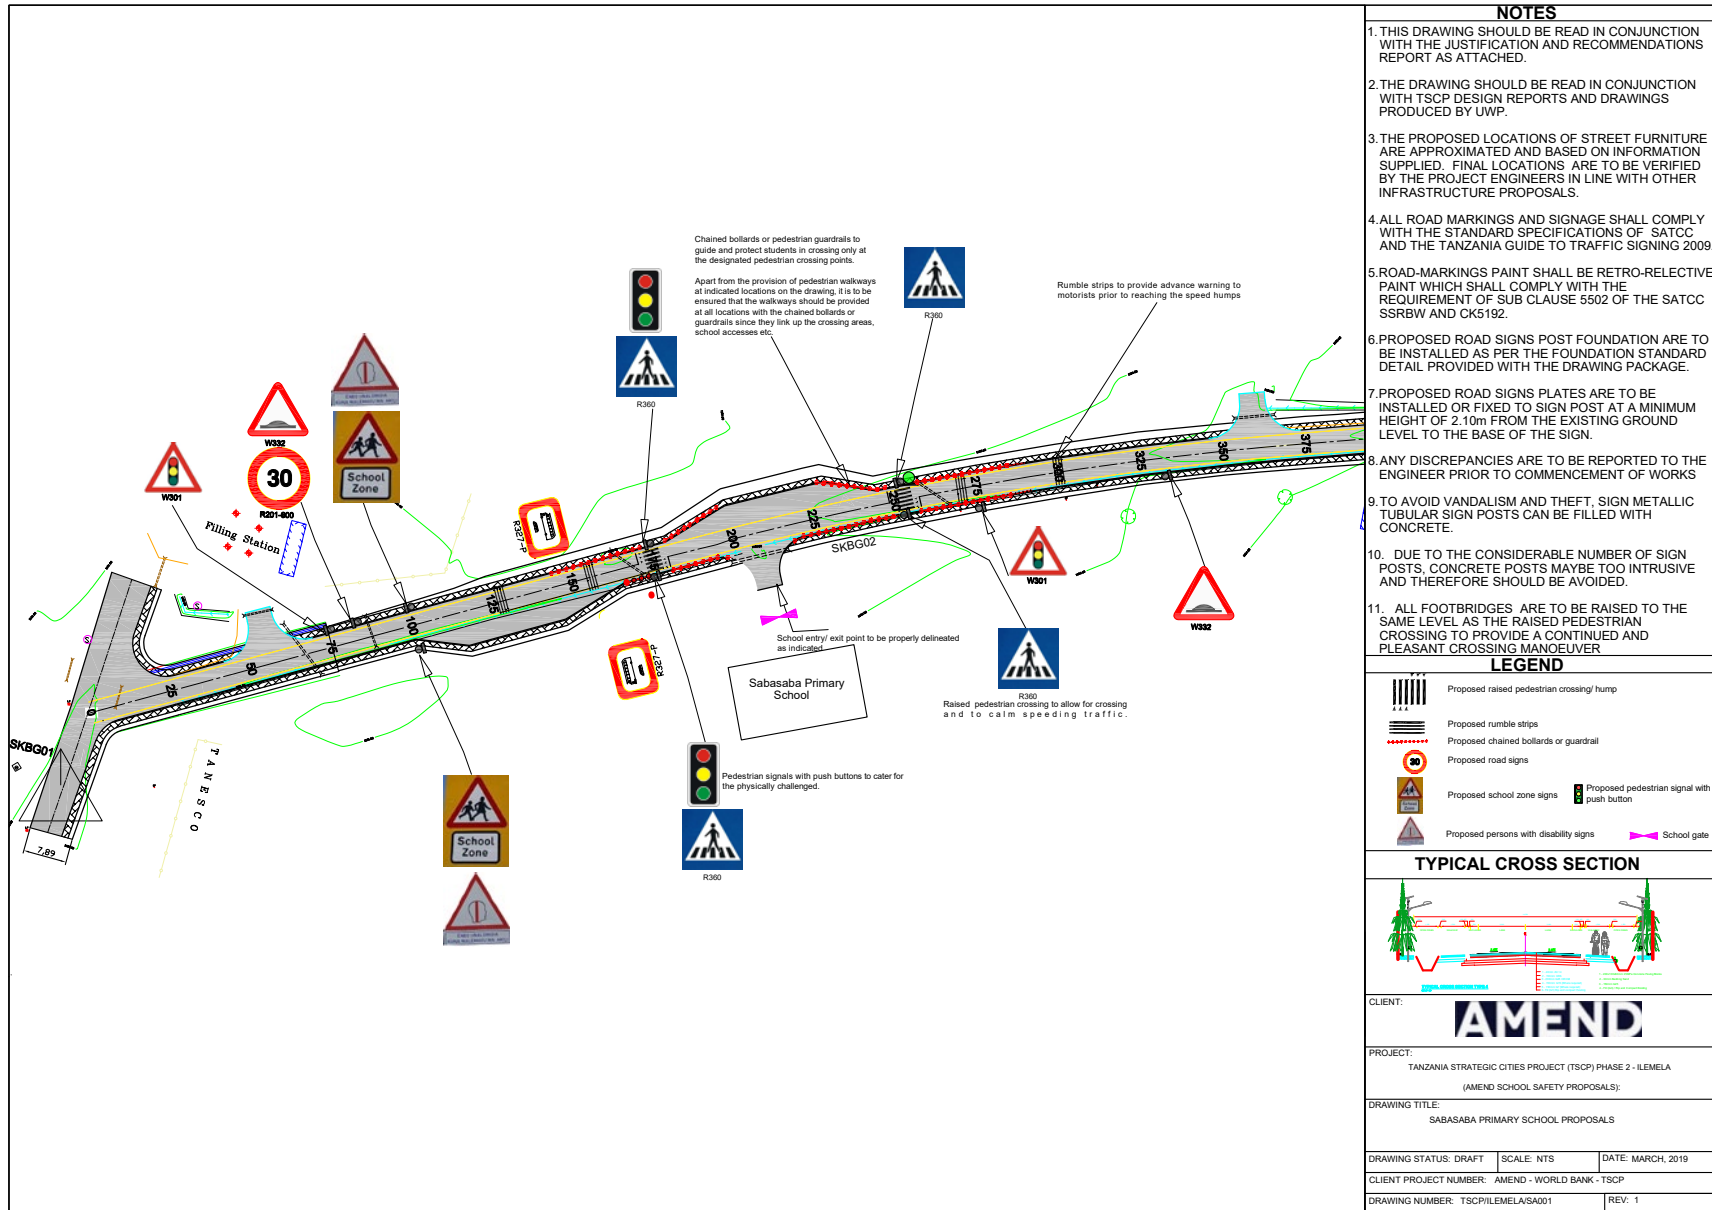 Chained bollards or pedestrian guardrails to
guide and protect students in crossing only at
the designated pedestrian crossing points.
Apart from the provision of pedestrian walkways
at indicated locations on the drawing, it is to be
ensured that the walkways should be provided
at all locations with the chained bollards or
guardrails since they link up the crossing areas,
school accesses etc.
R360
Rumble strips to provide advance warning to
motorists prior to reaching the speed humps
R360
W332
30
R201-600
School
Zone
W301
Filling Station
R327-P
0
25
50
75
100
125
150
200
225
250
275
300
325
350
375
SKBG02
W301
W332
R327-P
School entry/ exit point to be properly delineated
as indicated
Sabasaba Primary
School
R360
Raised pedestrian crossing to allow for crossing
and to calm speeding traffic.
SKBG01
TANESCO
7,89
School
Zone
Pedestrian signals with push buttons to cater for
the physically challenged.
R360
NOTES
1. THIS DRAWING SHOULD BE READ IN CONJUNCTION
WITH THE JUSTIFICATION AND RECOMMENDATIONS
REPORT AS ATTACHED.
2. THE DRAWING SHOULD BE READ IN CONJUNCTION
WITH TSCP DESIGN REPORTS AND DRAWINGS
PRODUCED BY UWP.
3. THE PROPOSED LOCATIONS OF STREET FURNITURE
ARE APPROXIMATED AND BASED ON INFORMATION
SUPPLIED. FINAL LOCATIONS ARE TO BE VERIFIED
BY THE PROJECT ENGINEERS IN LINE WITH OTHER
INFRASTRUCTURE PROPOSALS.
4. ALL ROAD MARKINGS AND SIGNAGE SHALL COMPLY
WITH THE STANDARD SPECIFICATIONS OF SATCC
AND THE TANZANIA GUIDE TO TRAFFIC SIGNING 2009
5. ROAD-MARKINGS PAINT SHALL BE RETRO-RELECTIVE
PAINT WHICH SHALL COMPLY WITH THE
REQUIREMENT OF SUB CLAUSE 5502 OF THE SATCC
SSRBW AND CK5192.
6. PROPOSED ROAD SIGNS POST FOUNDATION ARE TO
BE INSTALLED AS PER THE FOUNDATION STANDARD
DETAIL PROVIDED WITH THE DRAWING PACKAGE.
7. PROPOSED ROAD SIGNS PLATES ARE TO BE
INSTALLED OR FIXED TO SIGN POST AT A MINIMUM
HEIGHT OF 2.10m FROM THE EXISTING GROUND
LEVEL TO THE BASE OF THE SIGN.
8. ANY DISCREPANCIES ARE TO BE REPORTED TO THE
ENGINEER PRIOR TO COMMENCEMENT OF WORKS
9. TO AVOID VANDALISM AND THEFT, SIGN METALLIC
TUBULAR SIGN POSTS CAN BE FILLED WITH
CONCRETE.
10. DUE TO THE CONSIDERABLE NUMBER OF SIGN
POSTS, CONCRETE POSTS MAYBE TOO INTRUSIVE
AND THEREFORE SHOULD BE AVOIDED.
11. ALL FOOTBRIDGES ARE TO BE RAISED TO THE
SAME LEVEL AS THE RAISED PEDESTRIAN
CROSSING TO PROVIDE A CONTINUED AND
PLEASANT CROSSING MANOEUVER
LEGEND
Proposed raised pedestrian crossing/ hump
Proposed rumble strips
Proposed chained bollards or guardrail
30
Proposed road signs
Proposed school zone signs
Proposed pedestrian signal with
push button
Proposed persons with disability signs
School gate
TYPICAL CROSS SECTION
CLIENT:
AMEND
PROJECT:
TANZANIA STRATEGIC CITIES PROJECT (TSCP) PHASE 2 - ILEMELA
(AMEND SCHOOL SAFETY PROPOSALS):
DRAWING TITLE:
SABASABA PRIMARY SCHOOL PROPOSALS
DRAWING STATUS: DRAFT SCALE: NTS DATE: MARCH, 2019
CLIENT PROJECT NUMBER: AMEND - WORLD BANK - TSCP
DRAWING NUMBER: TSCP/ILEMELA/SA001 REV: 1